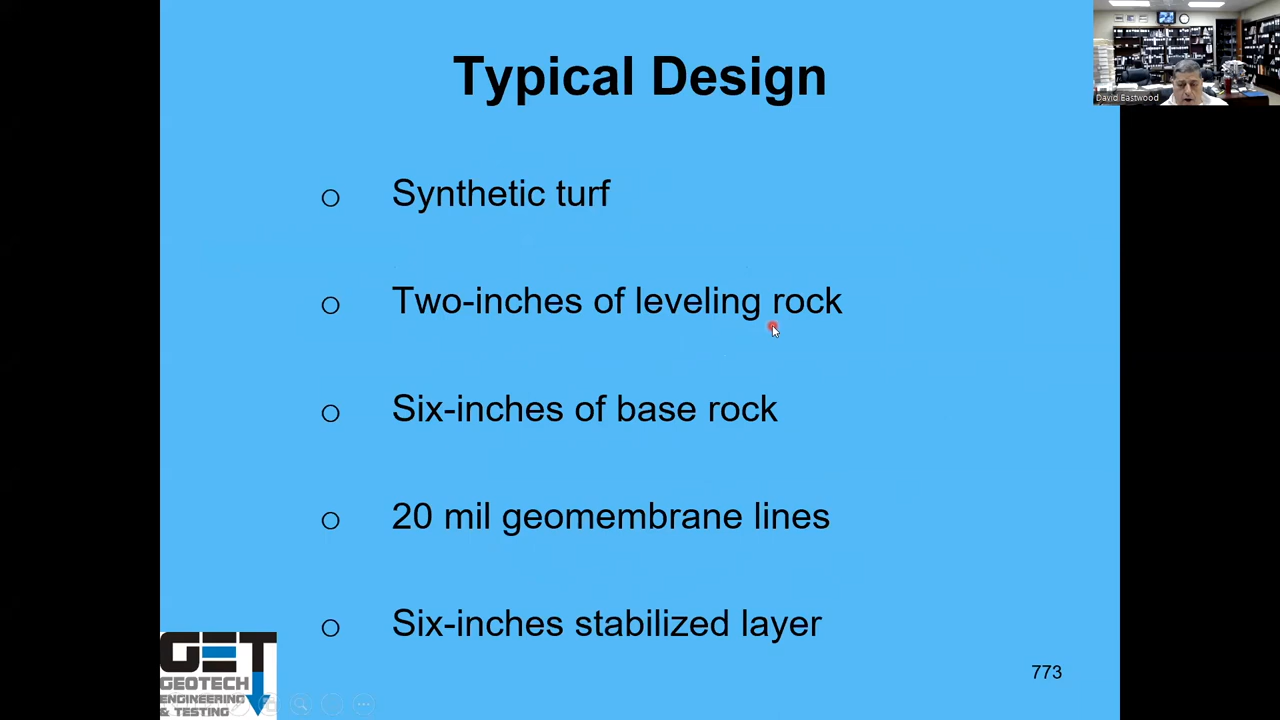 Typical Design
David Eastwood
o Synthetic turf
o Two-inches of leveling rock
o Six-inches of base rock
o 20 mil geomembrane lines
o Six-inches stabilized layer
GET
GEOTECH
ENGINEERING
& TESTING
773